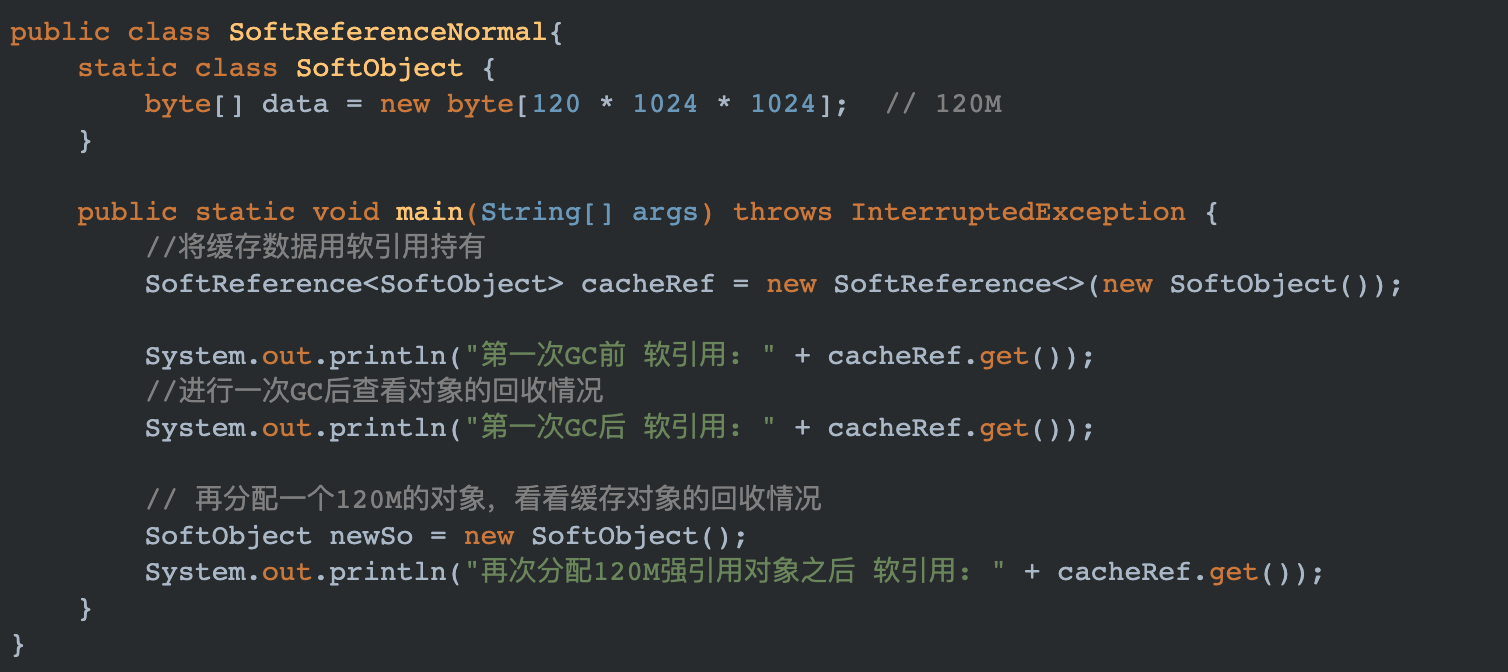 public class SoftReferenceNormal{
static class SoftObject {
byte[] data = new byte[120 * 1024 * 1024];  // 120M
}
public static void main(String[] args) throws InterruptedException {
//将缓存数据用软引用持有
SoftReference<SoftObject> cacheRef = new SoftReference<>(new SoftObject());
System.out.println("第一次GC前 软引用: " + cacheRef.get());
//进行一次GC后查看对象的回收情况
System.out.println("第一次GC后 软引用: " + cacheRef.get());
// 再分配一个120M的对象，看看缓存对象的回收情况
SoftObject newSo = new SoftObject();
System.out.println("再次分配120M强引用对象之后 软引用: " + cacheRef.get());
}
}